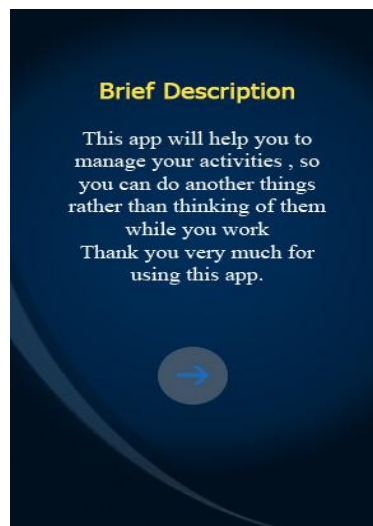 Brief Description
This app will help you to
manage your activities , so
you can do another things
rather than thinking of them
while you work
Thank you very much for
using this app.